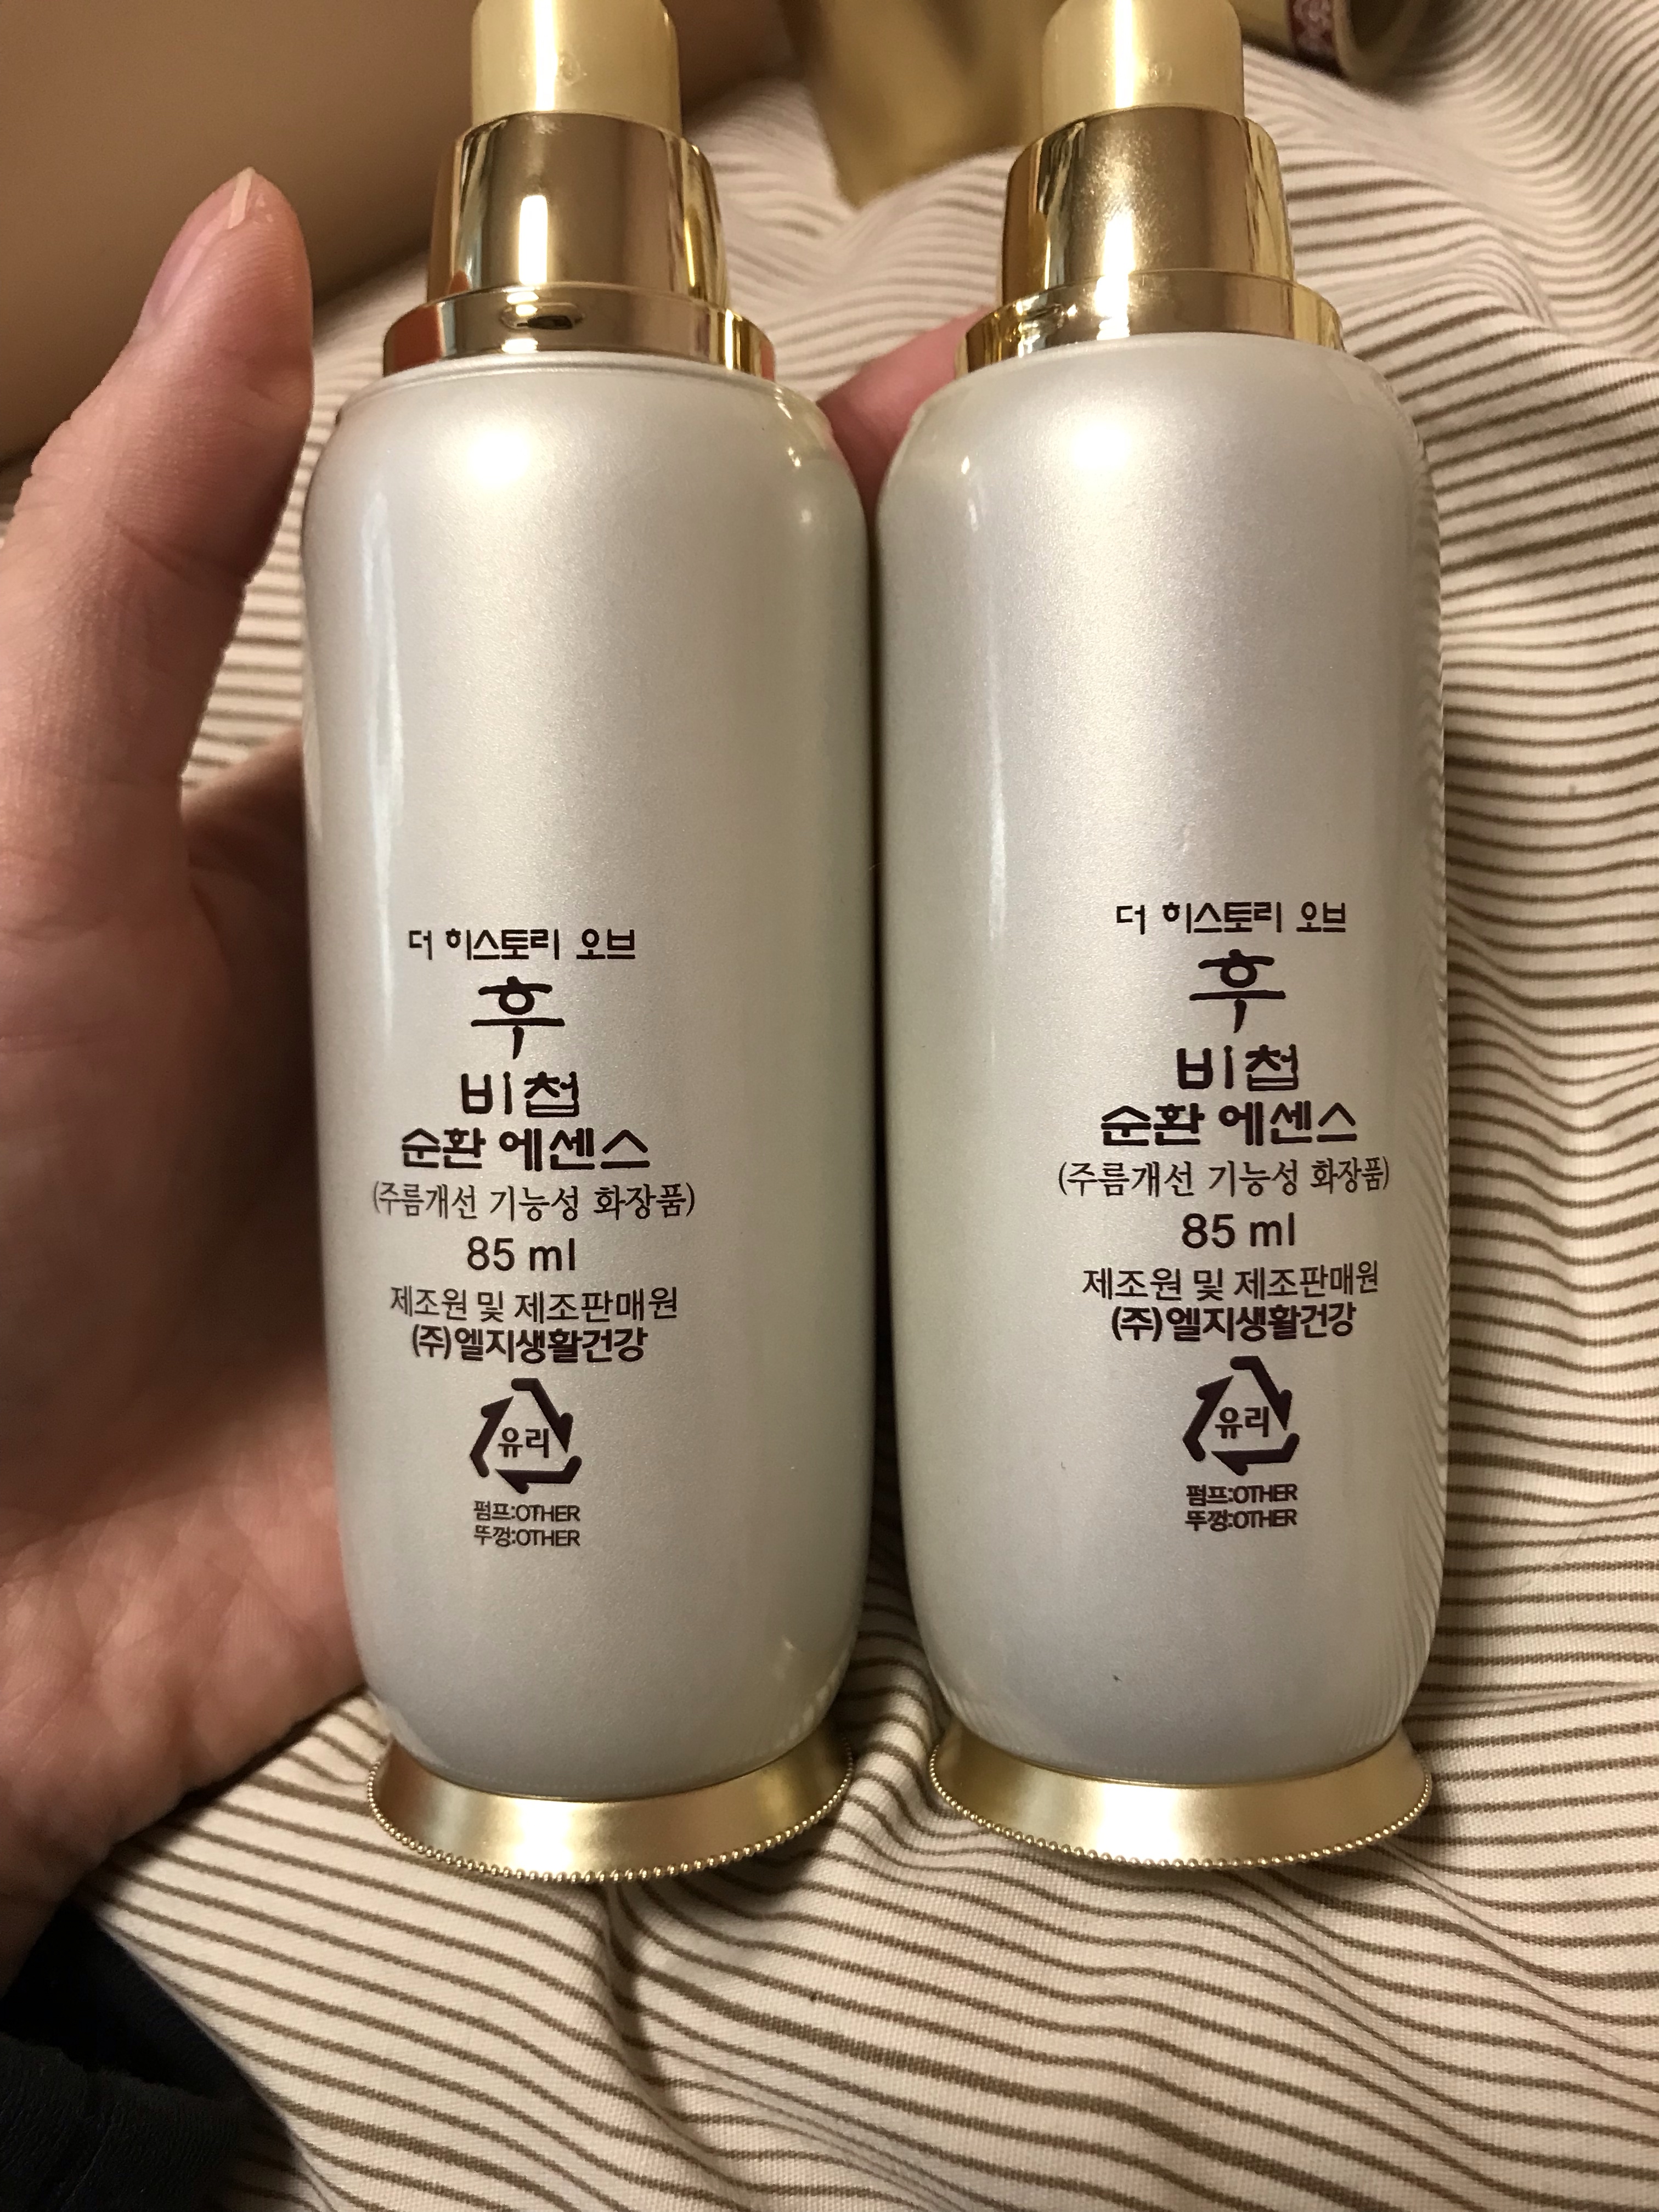 더 히스토리 오브
후
비첩
순환 에센스
(주름개선 기능성 화장품)
85 ml
제조원 및 제조판매원
(주)엘지생활건강
유리
펌프:OTHER
뚜껑:OTHER
더 히스토리 오브
후
비첩
순환 에센스
(주름개선 기능성 화장품)
85 ml
제조원 및 제조판매원
(주)엘지생활건강
유리
펌프:OTHER
뚜껑:OTHER